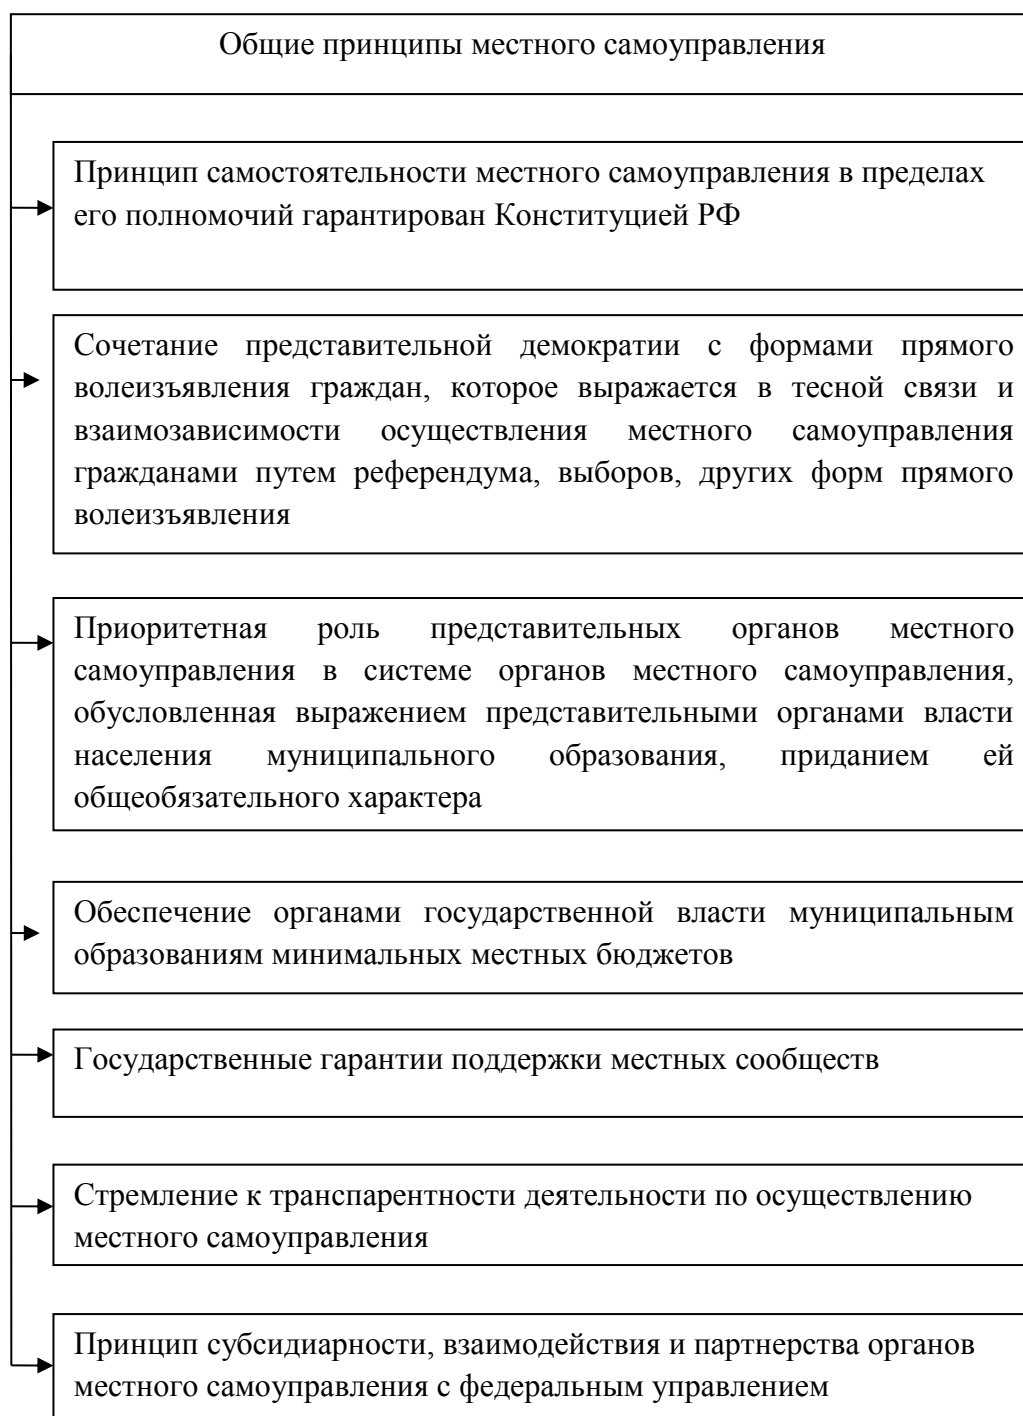 Общие принципы местного самоуправления
Принцип самостоятельности местного самоуправления в пределах
его полномочий гарантирован Конституцией РФ
Сочетание представительной демократии с формами прямого
волеизъявления граждан, которое выражается в тесной связи и
взаимозависимости осуществления местного самоуправления
гражданами путем референдума, выборов, других форм прямого
волеизъявления
Приоритетная роль представительных органов местного
самоуправления в системе органов местного самоуправления,
обусловленная выражением представительными органами власти
населения муниципального образования, приданием ей
общеобязательного характера
Обеспечение органами государственной власти муниципальным
образованиям минимальных местных бюджетов
Государственные гарантии поддержки местных сообществ
Стремление к транспарентности деятельности по осуществлению
местного самоуправления
Принцип субсидиарности, взаимодействия и партнерства органов
местного самоуправления с федеральным управлением